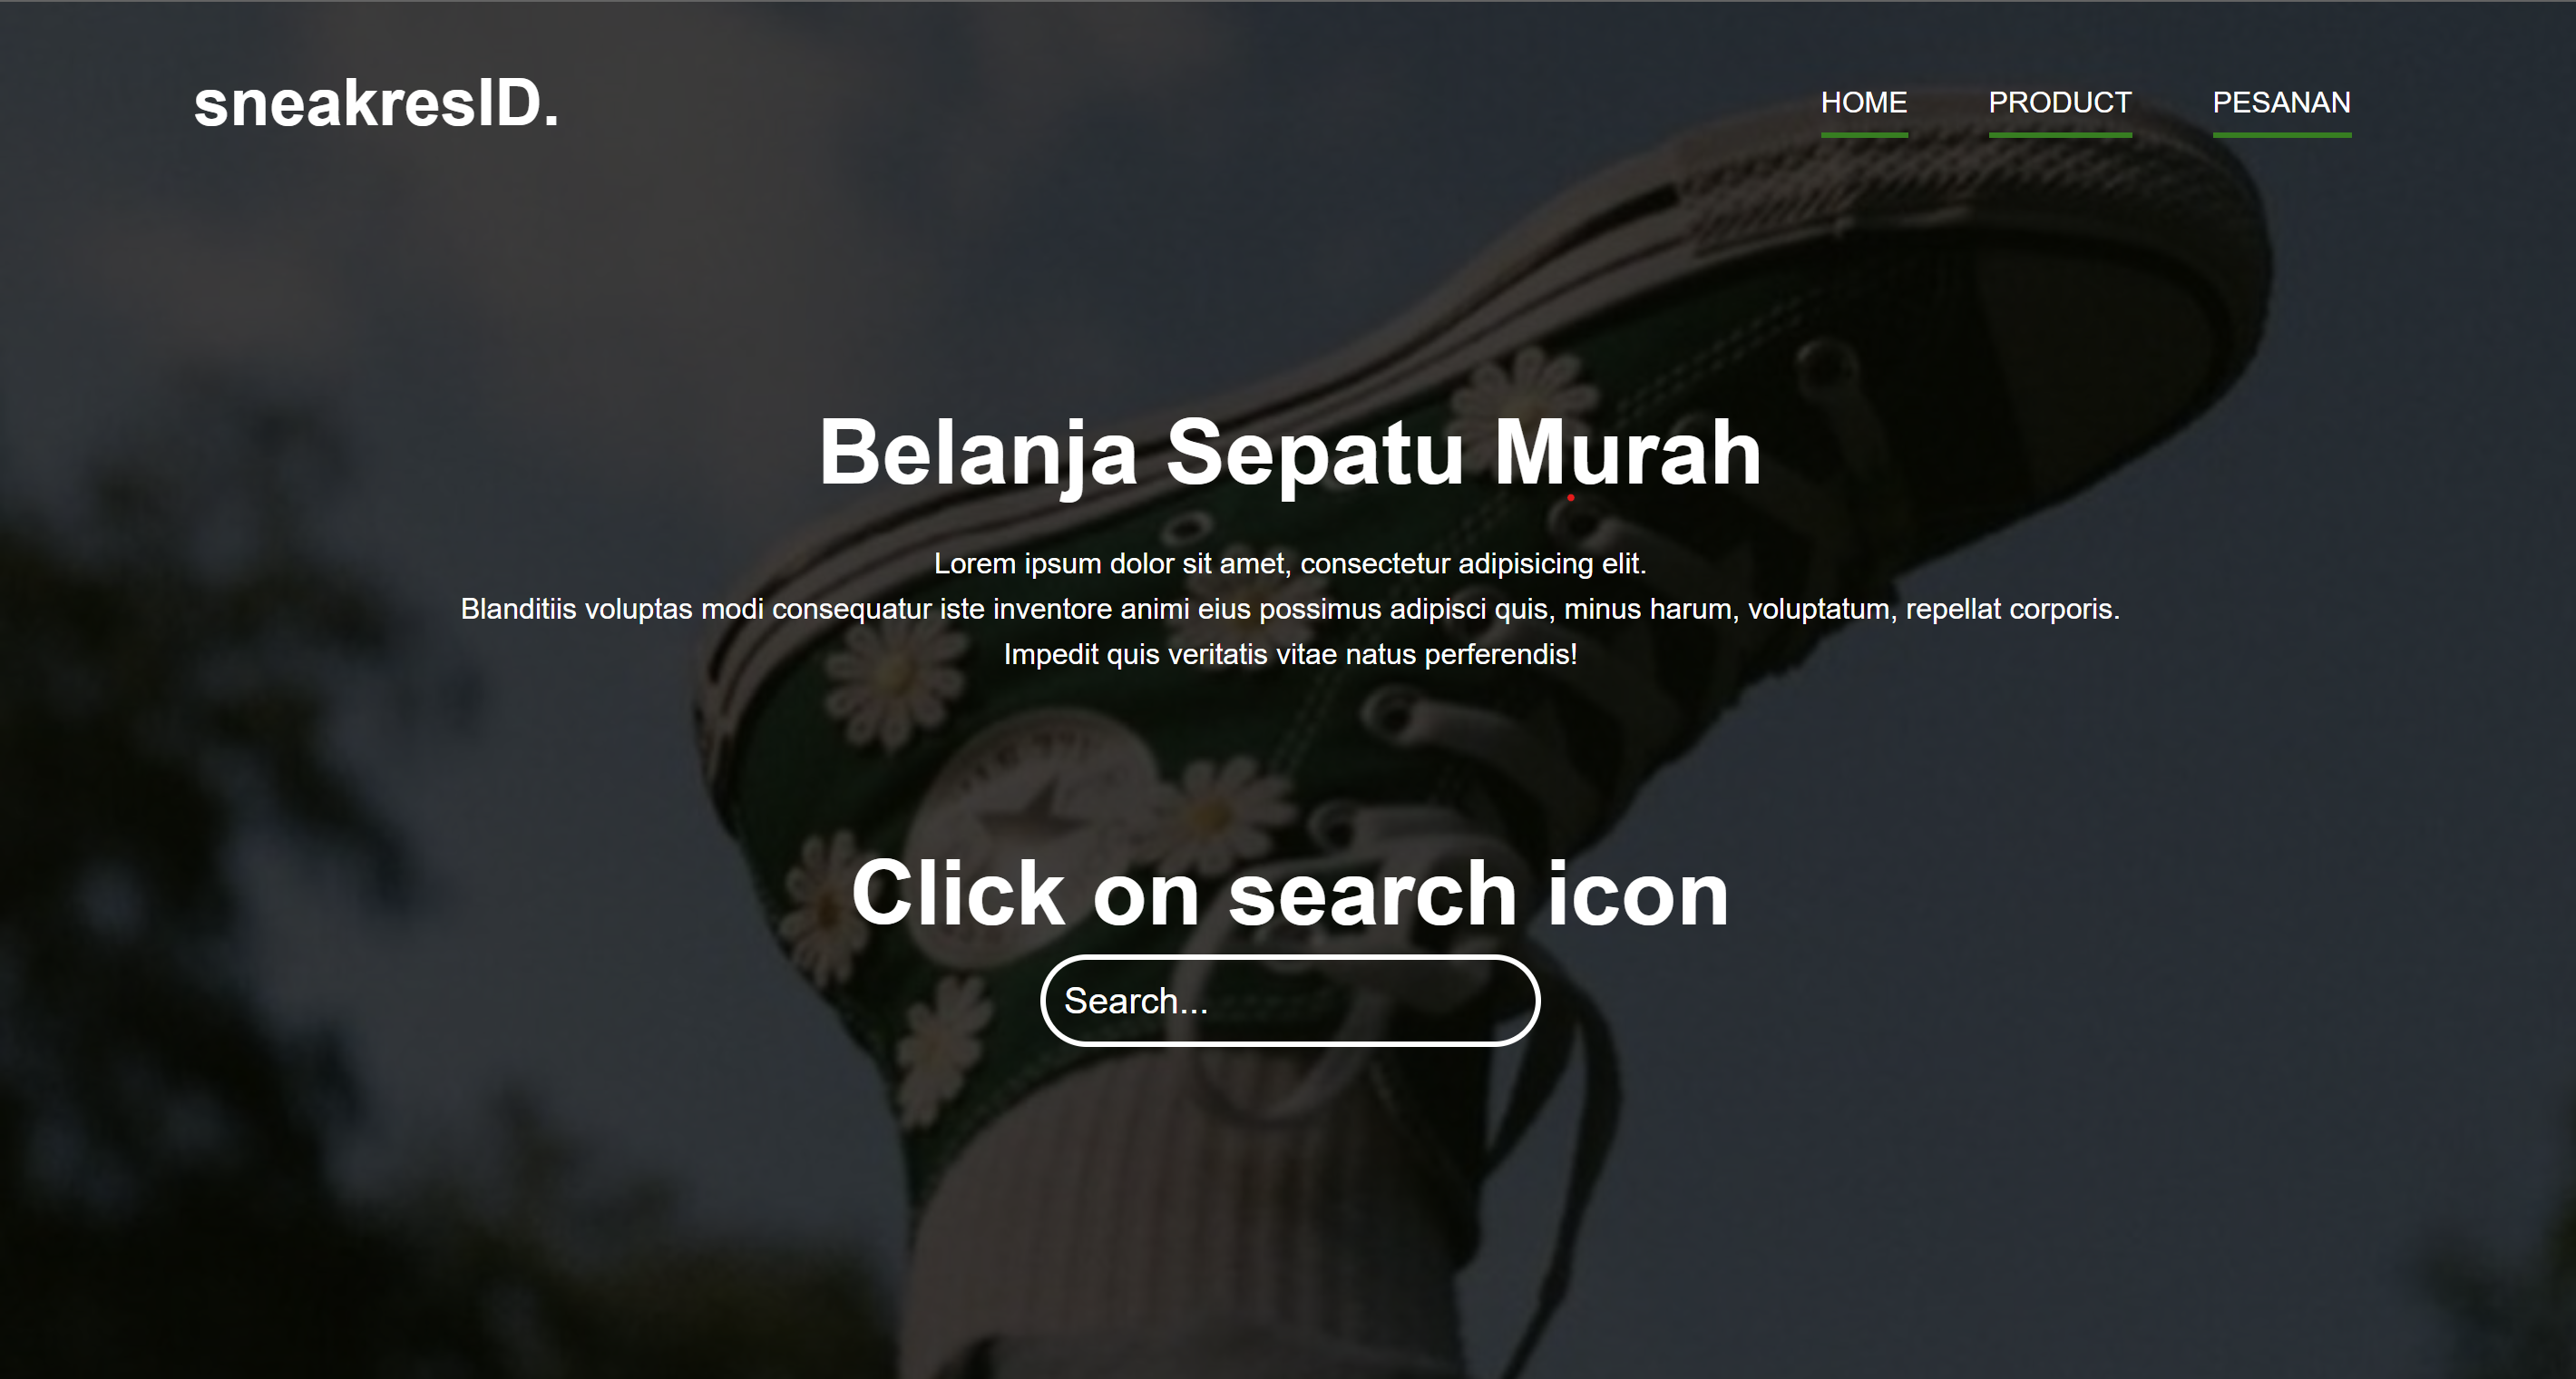 sneakresID.
HOME PRODUCT PESANAN
Belanja Sepatu Murah
Lorem ipsum dolor sit amet, consectetur adipisicing elit.
Blanditiis voluptas modi consequatur iste inventore animi eius possimus adipisci quis, minus harum, voluptatum, repellat corporis.
Impedit quis veritatis vitae natus perferendis!
Click on search icon
Search...